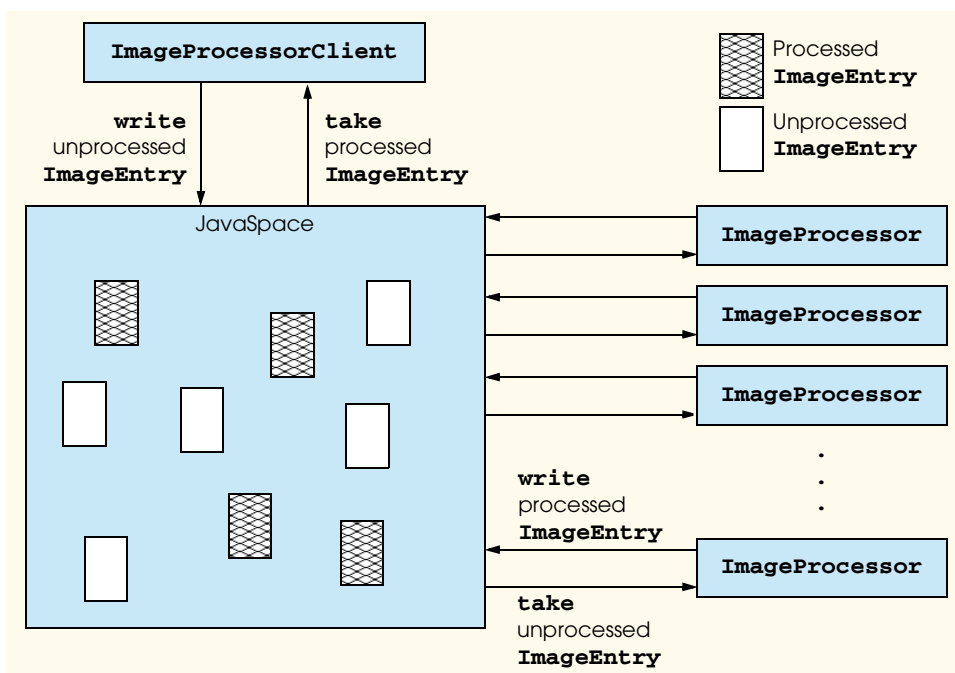 ImageProcessorClient
Processed
ImageEntry
Unprocessed
ImageEntry
write
unprocessed
ImageEntry
take
processed
ImageEntry
JavaSpace
ImageProcessor
ImageProcessor
ImageProcessor
.
.
.
write
processed
ImageEntry
ImageProcessor
take
unprocessed
ImageEntry